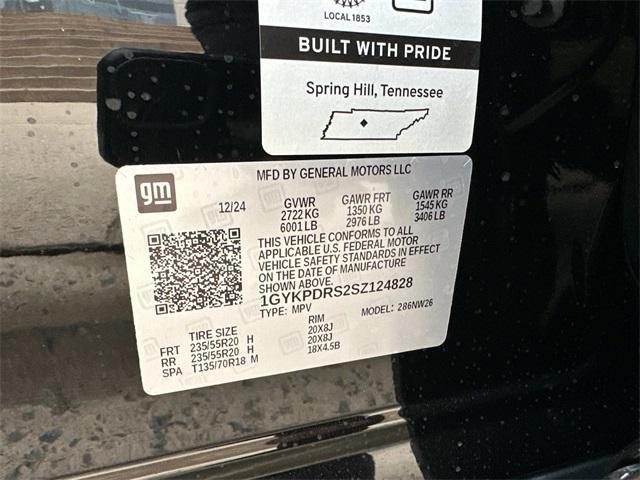 LOCAL 1853
BUILT WITH PRIDE
Spring Hill, Tennessee
gm
MFD BY GENERAL MOTORS LLC
12/24 GVWR GAWR FRT GAWR RR
2722 KG 1350 KG 1545 KG
6001 LB 2976 LB 3406 LB
THIS VEHICLE CONFORMS TO ALL
APPLICABLE U.S. FEDERAL MOTOR
VEHICLE SAFETY STANDARDS IN EFFECT
ON THE DATE OF MANUFACTURE
SHOWN ABOVE.
1GYKPDRS2SZ124828
TYPE: MPV MODEL: 286NW26
TIRE SIZE RIM
FRT 235/55R20 H 20X8J
RR 235/55R20 H 20X8J
SPA T135/70R18 M 18X4.5B